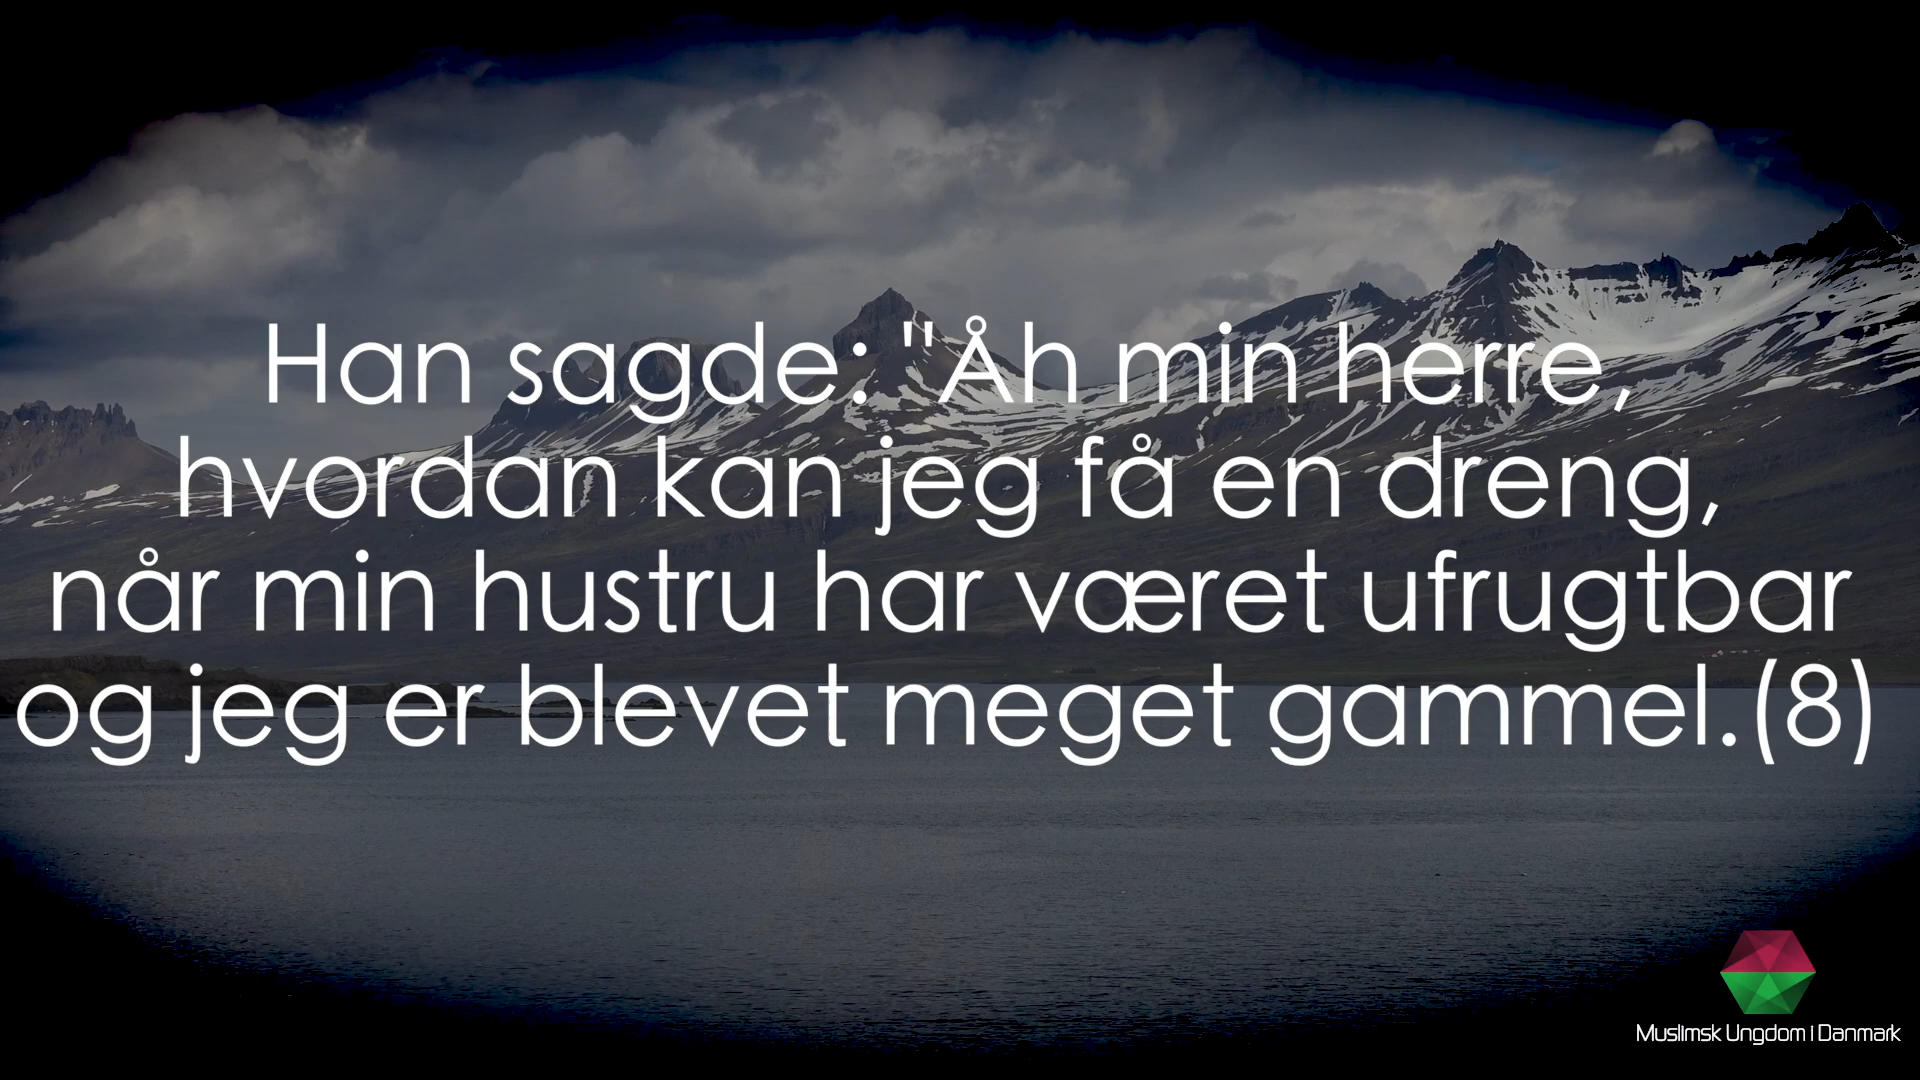 Han sagde: "Åh min herre,
hvordan kan jeg få en dreng,
når min hustru har været ufrugtbar
og jeg er blevet meget gammel.(8)
Muslimsk Ungdom i Danmark